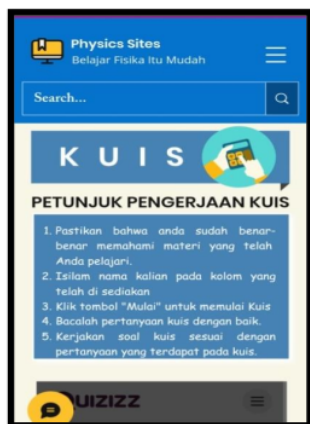 Physics Sites
Belajar Fisika Itu Mudah
Search...
KUIS
PETUNJUK PENGERJAAN KUIS
1. Pastikan bahwa anda sudah benar-
benar memahami materi yang telah
Anda pelajari.
2. Isilam nama kalian pada kolom yang
telah di sediakan
3. Klik tombol "Mulai" untuk memulai Kuis
4. Bacalah pertanyaan kuis dengan baik.
5. Kerjakan soal kuis sesuai dengan
pertanyaan yang terdapat pada kuis.
QUIZIZZ